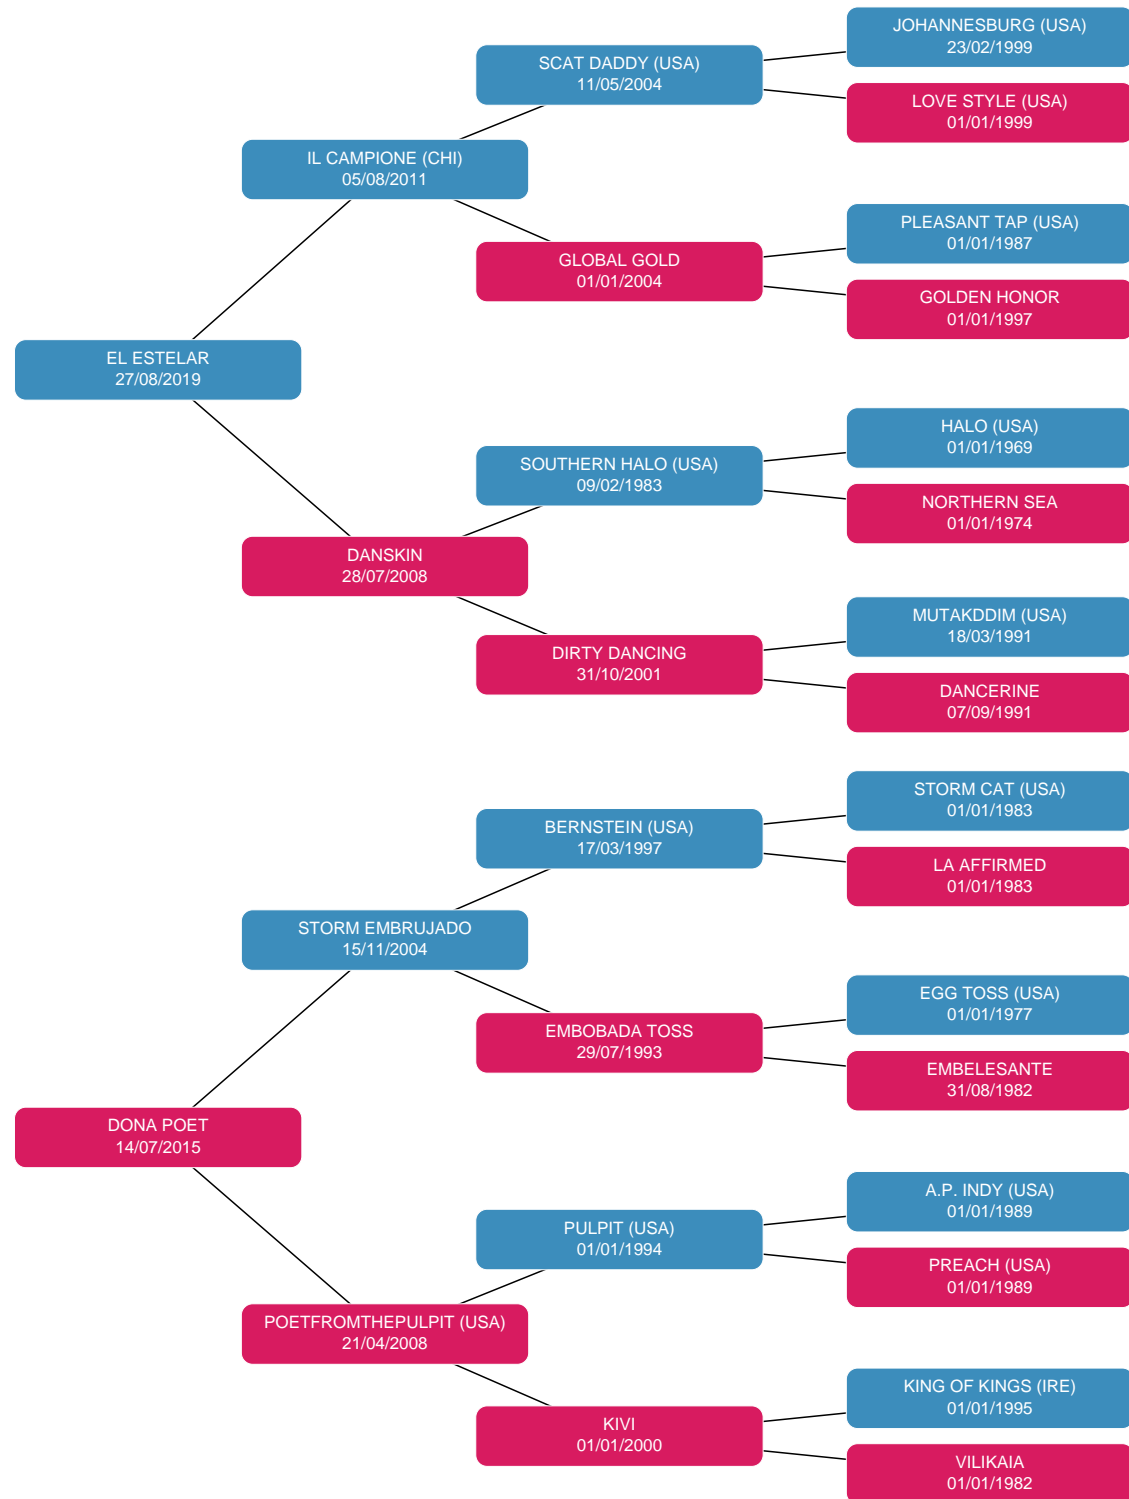 JOHANNESBURG (USA)
23/02/1999
SCAT DADDY (USA)
11/05/2004
LOVE STYLE (USA)
01/01/1999
IL CAMPIONE (CHI)
05/08/2011
PLEASANT TAP (USA)
01/01/1987
GLOBAL GOLD
01/01/2004
GOLDEN HONOR
01/01/1997
EL ESTELAR
27/08/2019
HALO (USA)
01/01/1969
SOUTHERN HALO (USA)
09/02/1983
NORTHERN SEA
01/01/1974
DANSKIN
28/07/2008
MUTAKDDIM (USA)
18/03/1991
DIRTY DANCING
31/10/2001
DANCERINE
07/09/1991
STORM CAT (USA)
01/01/1983
BERNSTEIN (USA)
17/03/1997
LA AFFIRMED
01/01/1983
STORM EMBRUJADO
15/11/2004
EGG TOSS (USA)
01/01/1977
EMBOBADA TOSS
29/07/1993
EMBELESANTE
31/08/1982
DONA POET
14/07/2015
A.P. INDY (USA)
01/01/1989
PULPIT (USA)
01/01/1994
PREACH (USA)
01/01/1989
POETFROMTHEPULPIT (USA)
21/04/2008
KING OF KINGS (IRE)
01/01/1995
KIVI
01/01/2000
VILIKAIA
01/01/1982